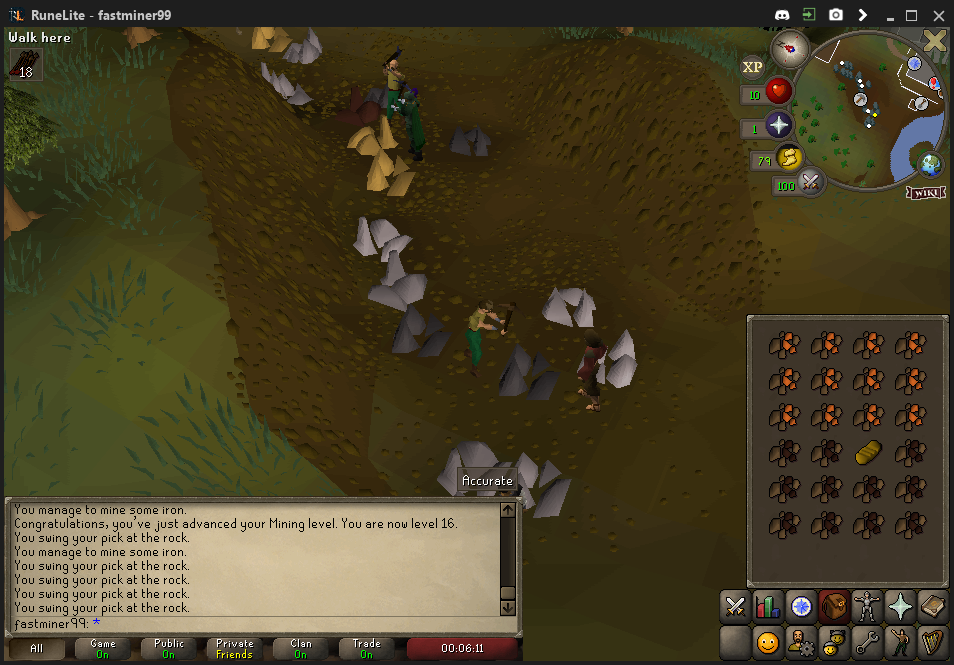 RuneLite - fastminer99
Walk here
18
XP
10
1
79
100
WIKI
Accurate
You manage to mine some iron.
Congratulations, you've just advanced your Mining level. You are now level 16.
You swing your pick at the rock.
You manage to mine some iron.
You swing your pick at the rock.
You swing your pick at the rock.
You swing your pick at the rock.
You swing your pick at the rock.
fastminer99: *
All
Game
On
Public
On
Private
Friends
Clan
On
Trade
On
00:06:11